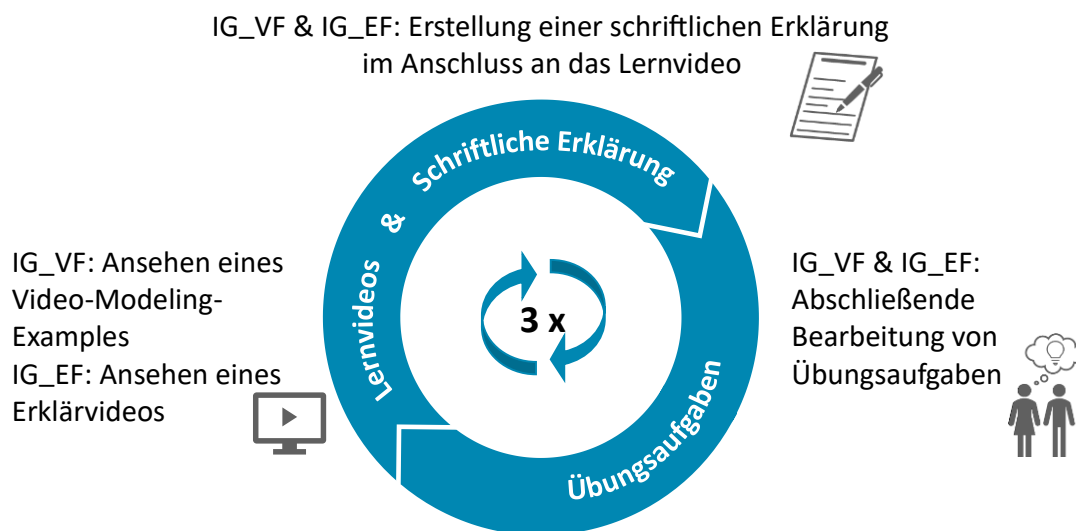 IG_VF & IG_EF: Erstellung einer schriftlichen Erklärung
im Anschluss an das Lernvideo
Lernvideos & Schriftliche Erklärung
IG_VF: Ansehen eines
Video-Modeling-
Examples
IG_EF: Ansehen eines
Erklärvideos
3 x
IG_VF & IG_EF:
Abschließende
Bearbeitung von
Übungsaufgaben
Übungsaufgaben